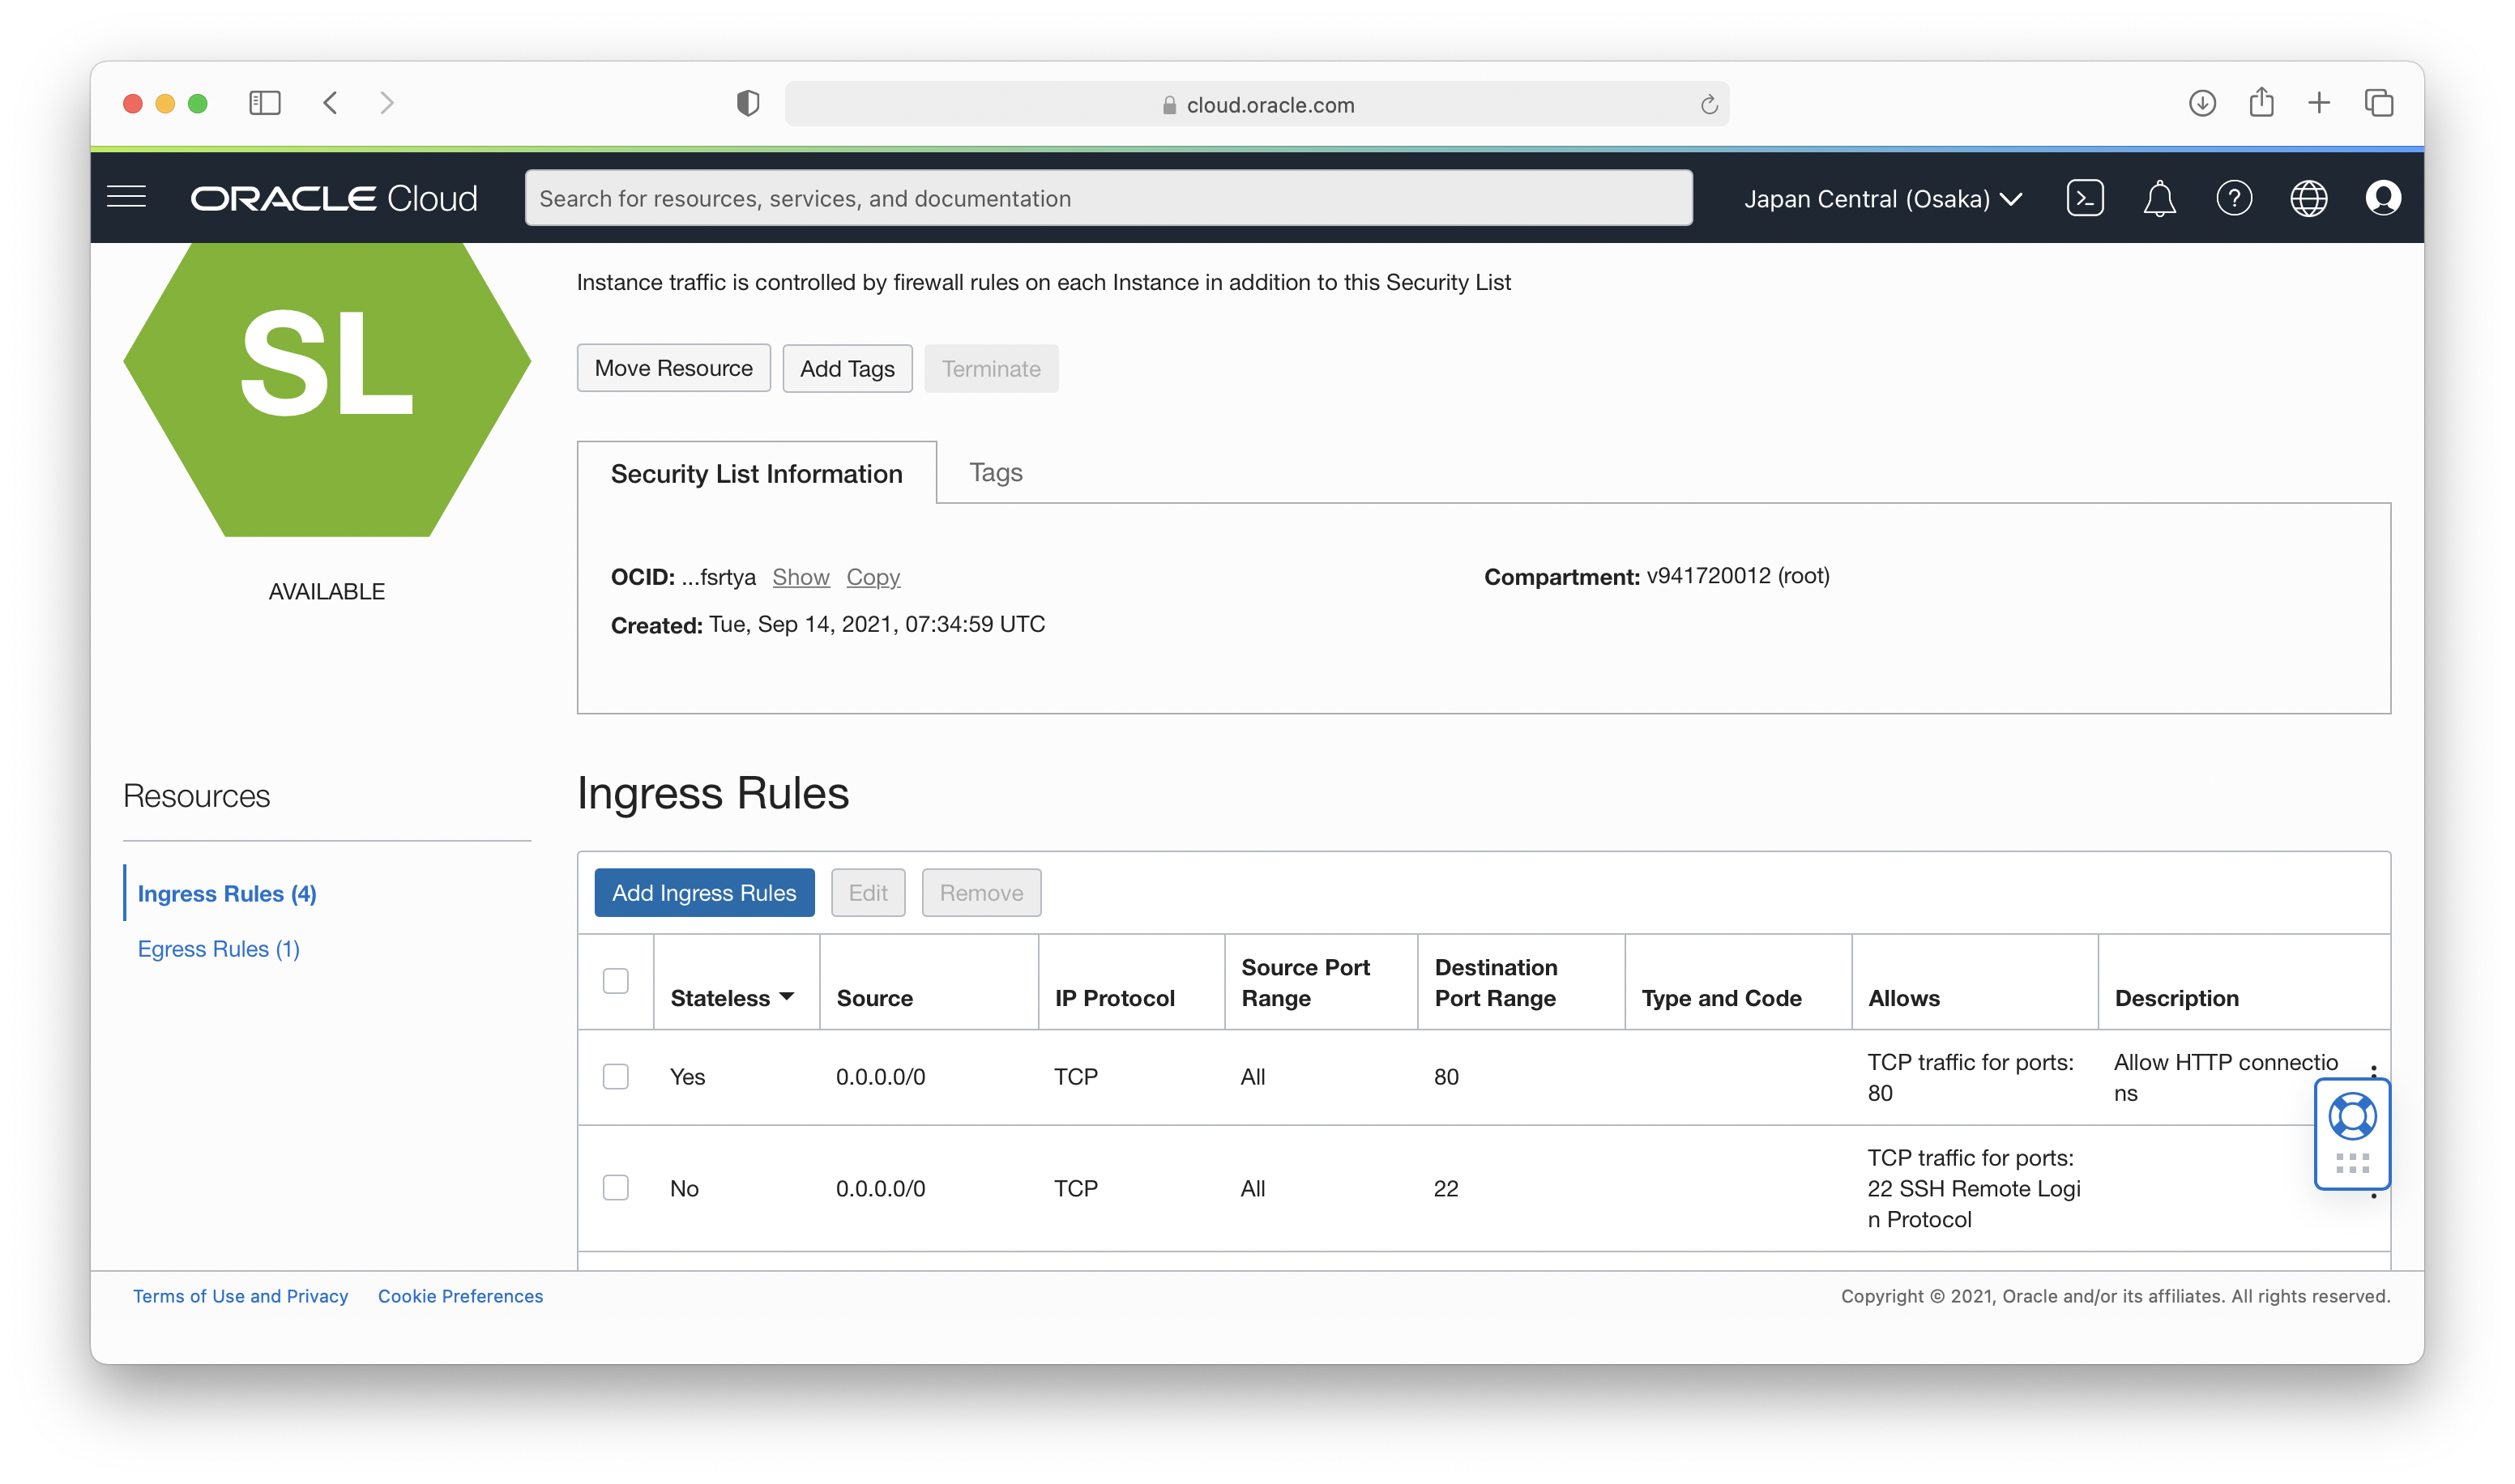 cloud.oracle.com
ORACLE Cloud
Search for resources, services, and documentation
Japan Central (Osaka)
SL
AVAILABLE
Instance traffic is controlled by firewall rules on each Instance in addition to this Security List
Move Resource
Add Tags
Terminate
Security List Information
Tags
OCID: ...fsrtya Show Copy
Compartment: v941720012 (root)
Created: Tue, Sep 14, 2021, 07:34:59 UTC
Resources
Ingress Rules (4)
Egress Rules (1)
Ingress Rules
Add Ingress Rules
Edit
Remove
Stateless
Source
IP Protocol
Source Port
Range
Destination
Port Range
Type and Code
Allows
Description
Yes
0.0.0.0/0
TCP
All
80
TCP traffic for ports:
80
Allow HTTP connectio
ns
No
0.0.0.0/0
TCP
All
22
TCP traffic for ports:
22 SSH Remote Logi
n Protocol
Terms of Use and Privacy
Cookie Preferences
Copyright © 2021, Oracle and/or its affiliates. All rights reserved.